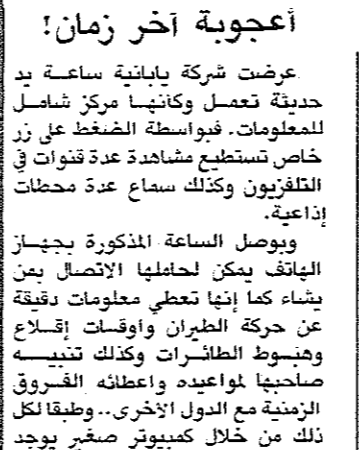 أعجوبة آخر زمان!
عرضت شركة يابانية ساعة يد
حديثة تعمل وكأنها مركز شامل
للمعلومات. فبواسطة الضغط على زر
خاص تستطيع مشاهدة عدة قنوات في
التلفزيون وكذلك سماع عدة محطات
إذاعية.
وبوصل الساعة المذكورة بجهاز
الهاتف يمكن لحاملها الاتصال بمن
يشاء كما إنها تعطي معلومات دقيقة
عن حركة الطيران وأوقات إقلاع
وهبوط الطائرات وكذلك تنبيه
صاحبها لمواعيده واعطائه الفروق
الزمنية مع الدول الأخرى.. وطبقا لكل
ذلك من خلال كمبيوتر صغير يوجد